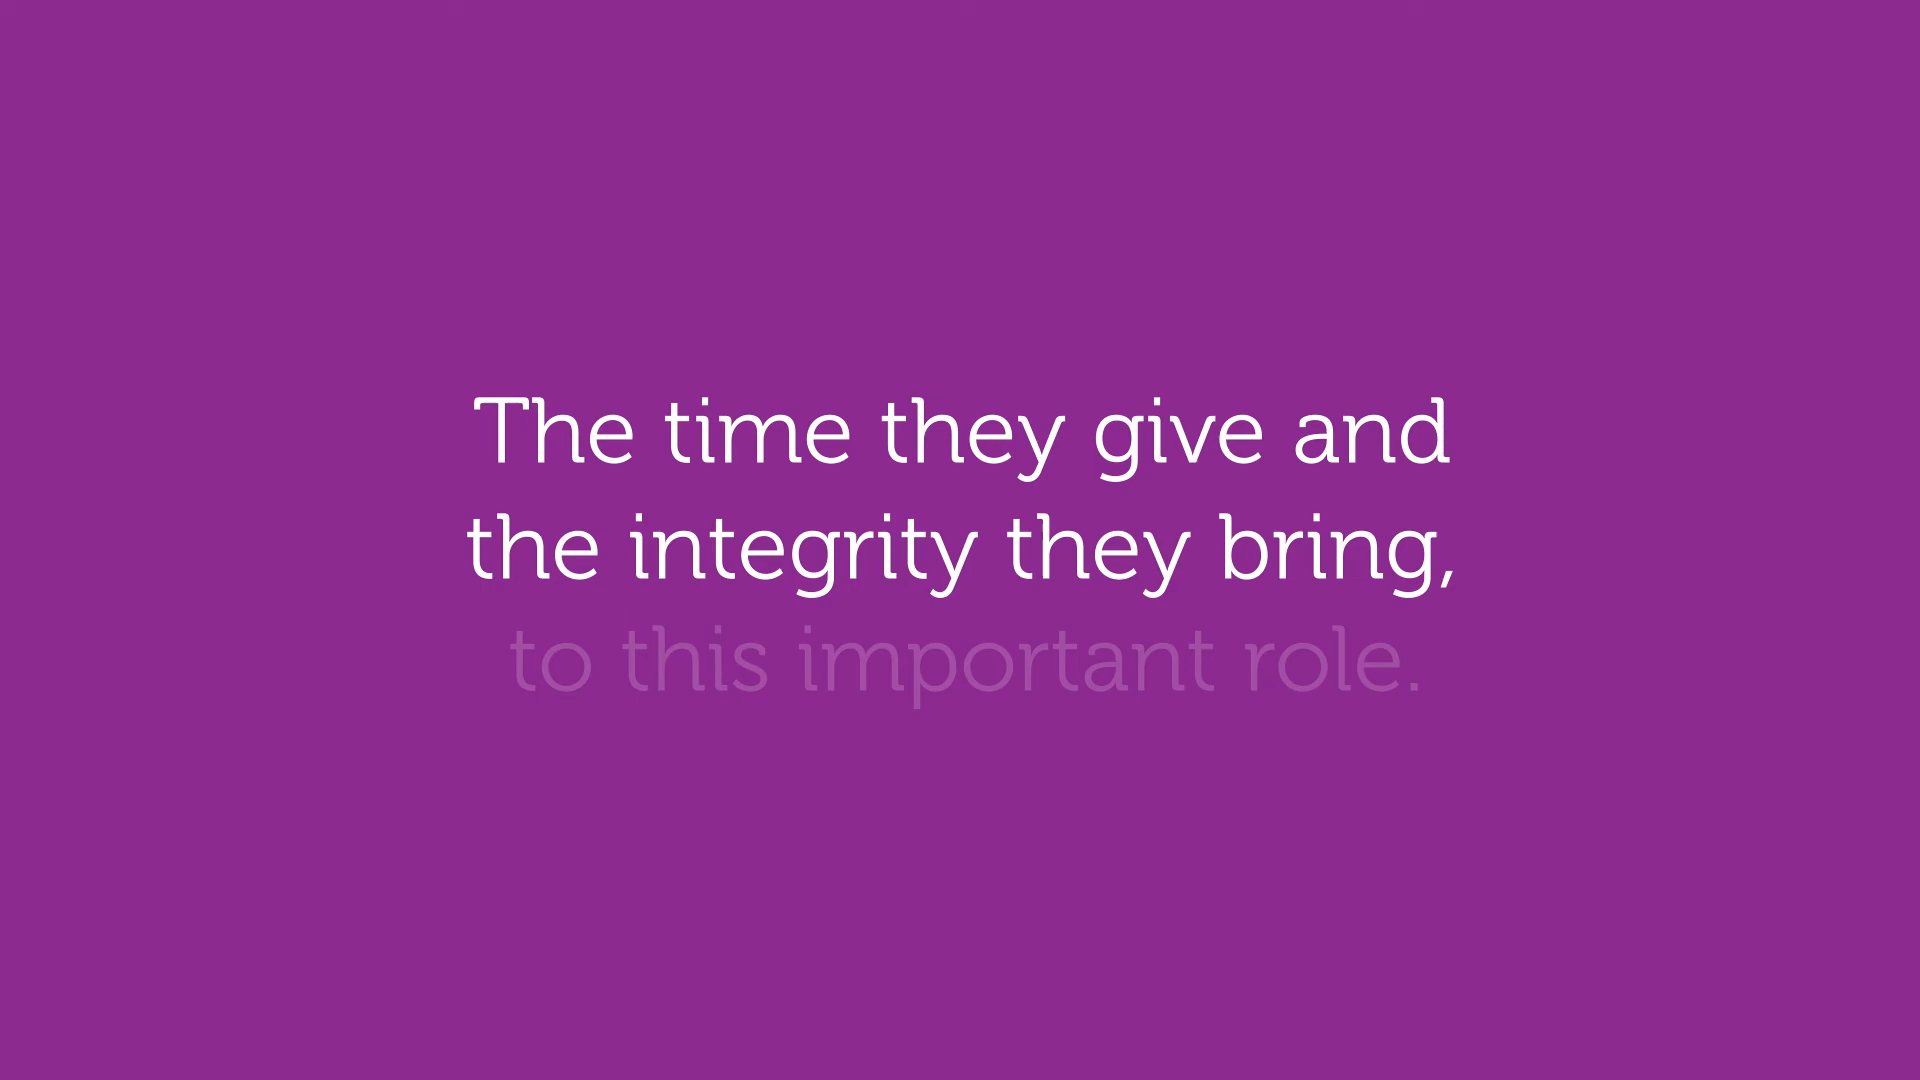 The time they give and
the integrity they bring,
to this important role.